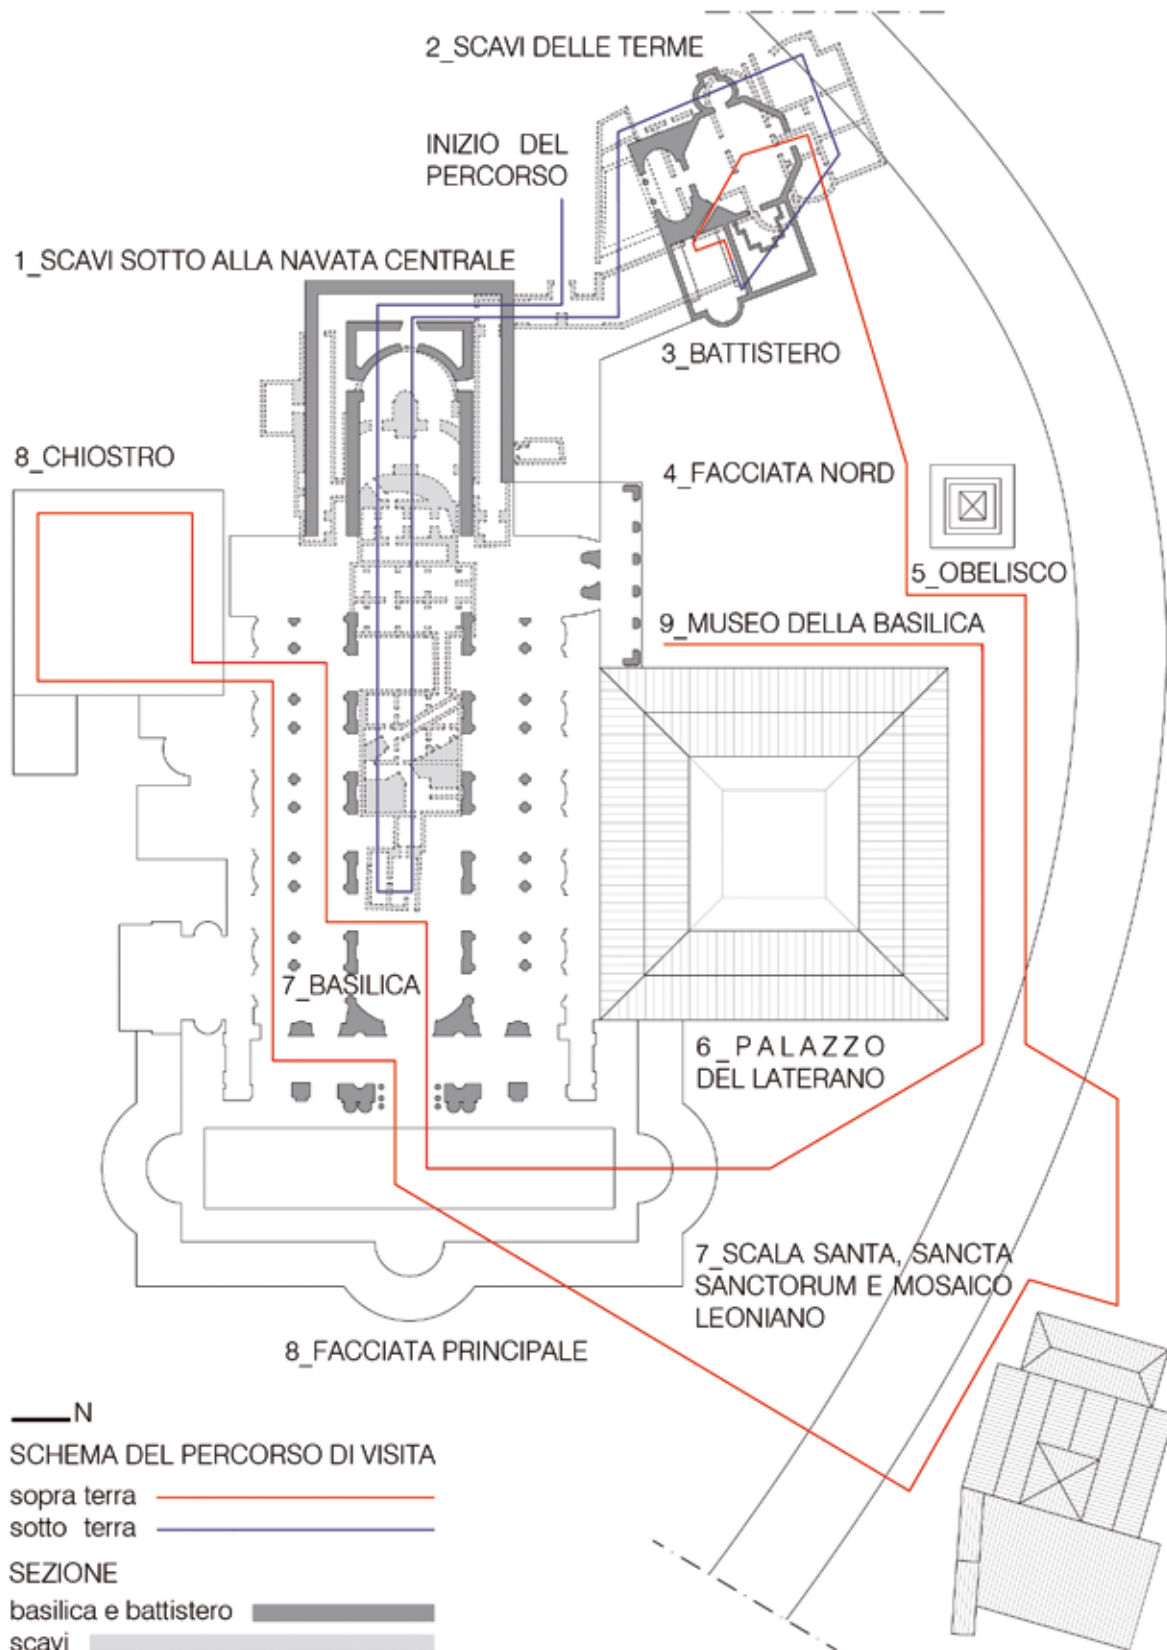 2_SCAVI DELLE TERME
INIZIO DEL
PERCORSO
1_SCAVI SOTTO ALLA NAVATA CENTRALE
3_BATTISTERO
8_CHIOSTRO
4_FACCIATA NORD
5_OBELISCO
9_MUSEO DELLA BASILICA
7_BASILICA
6_PALAZZO
DEL LATERANO
7_SCALA SANTA, SANCTA
SANCTORUM E MOSAICO
LEONIANO
8_FACCIATA PRINCIPALE
N
SCHEMA DEL PERCORSO DI VISITA
sopra terra
sotto terra
SEZIONE
basilica e battistero
scavi